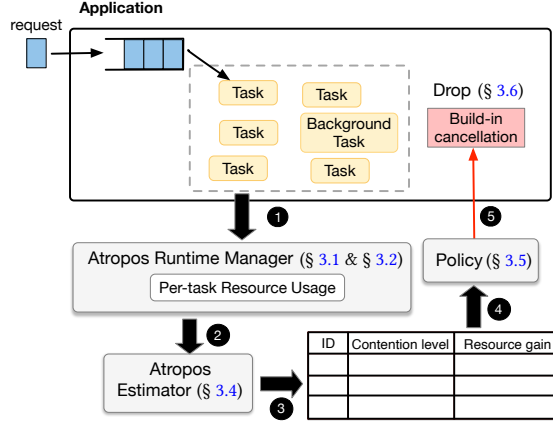 Application
request
Task
Task
Task
Background
Task
Task
Task
Drop (§ 3.6)
Build-in
cancellation
1
5
Atropos Runtime Manager (§ 3.1 & § 3.2)
Per-task Resource Usage
Policy (§ 3.5)
2
4
Atropos
Estimator (§ 3.4)
3
ID Contention level Resource gain